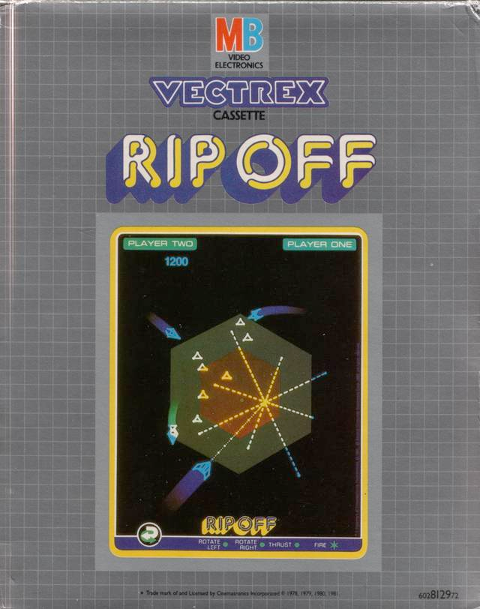 MB
VIDEO
ELECTRONICS
VECTREX
CASSETTE
RIP OFF
PLAYER TWO
PLAYER ONE
1200
RIP OFF
ROTATE LEFT
ROTATE RIGHT
THRUST
FIRE
Trade mark of and Licensed by Cinematronics Incorporated © 1978, 1979, 1980, 1981
602812972